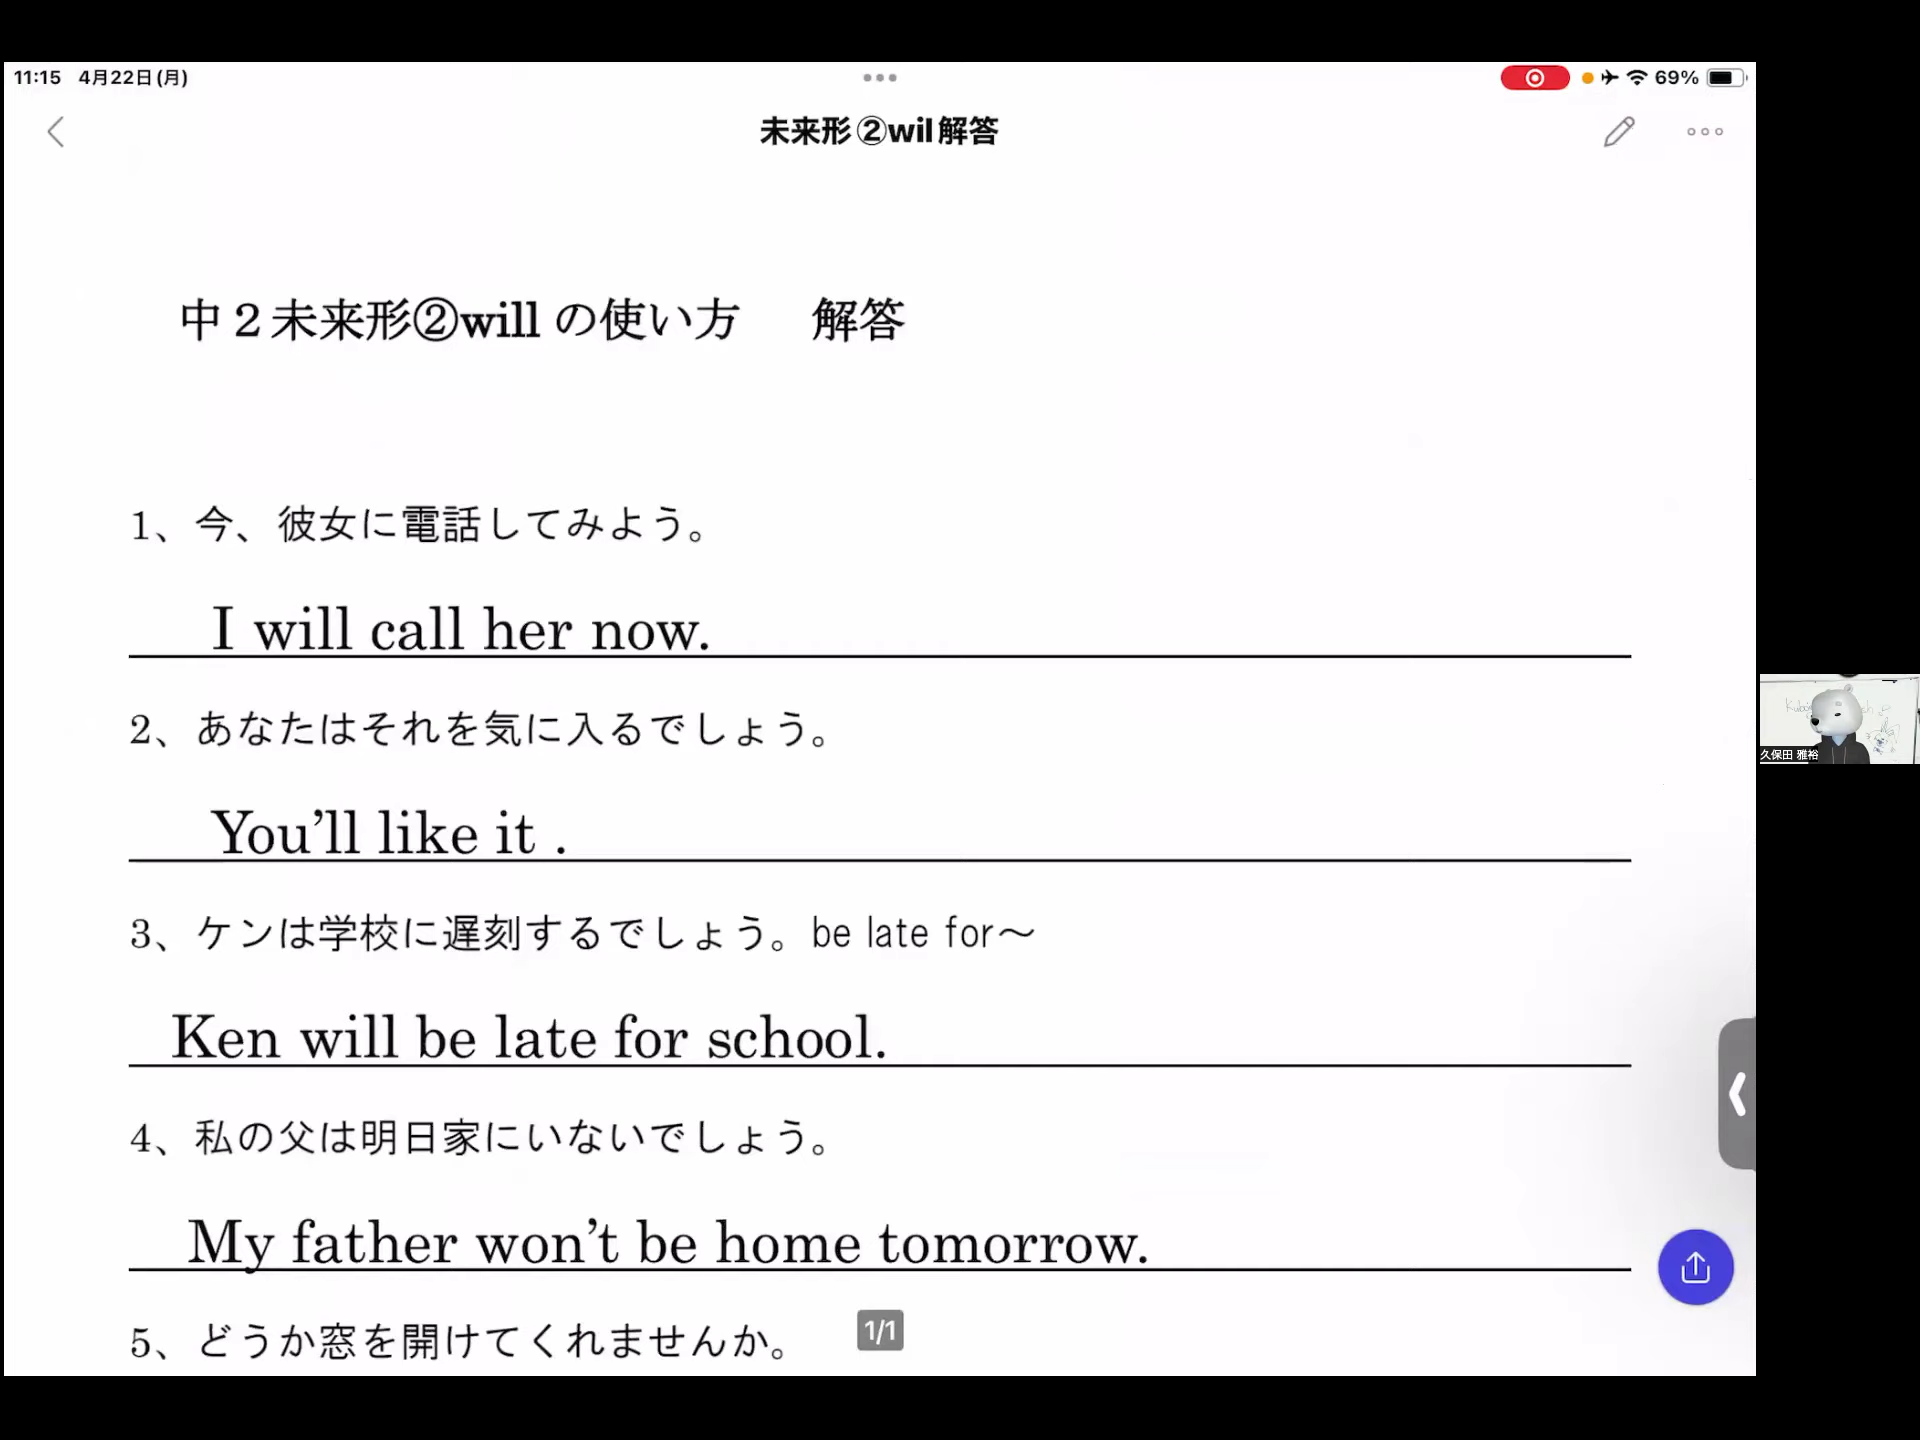 11:15 4月22日(月)
69%
未来形②wil解答
中２未来形②will の使い方 解答
1、今、彼女に電話してみよう。
I will call her now.
2、あなたはそれを気に入るでしょう。
You’ll like it .
3、ケンは学校に遅刻するでしょう。be late for～
Ken will be late for school.
4、私の父は明日家にいないでしょう。
My father won’t be home tomorrow.
5、どうか窓を開けてくれませんか。
1/1
久保田 雅裕